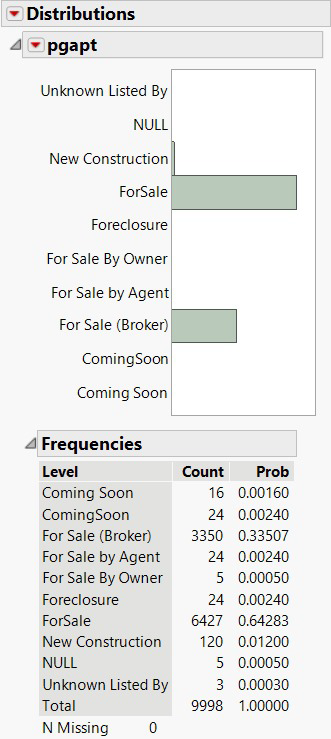 Distributions
pgapt
Unknown Listed By
NULL
New Construction
ForSale
Foreclosure
For Sale By Owner
For Sale by Agent
For Sale (Broker)
ComingSoon
Coming Soon
Frequencies
Level Count Prob
Coming Soon 16 0.00160
ComingSoon 24 0.00240
For Sale (Broker) 3350 0.33507
For Sale by Agent 24 0.00240
For Sale By Owner 5 0.00050
Foreclosure 24 0.00240
ForSale 6427 0.64283
New Construction 120 0.01200
NULL 5 0.00050
Unknown Listed By 3 0.00030
Total 9998 1.00000
N Missing 0